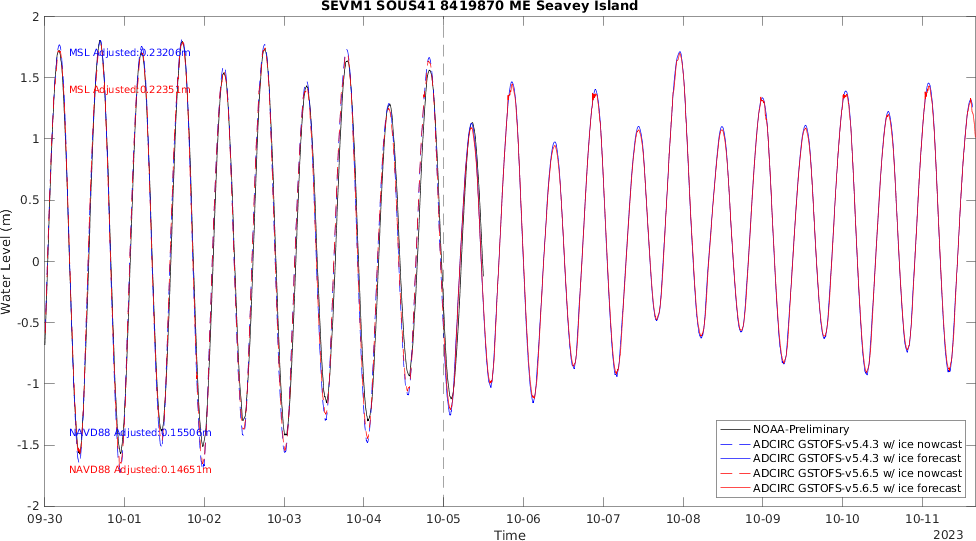 SEVM1 SOUS41 8419870 ME Seavey Island
2
1.5
1
0.5
0
-0.5
-1
-1.5
-2
Water Level (m)
MSL Adjusted:0.23206m
MSL Adjusted:0.22351m
NAVD88 Adjusted:0.15506m
NAVD88 Adjusted:0.14651m
NOAA-Preliminary
ADCIRC GSTOFS-v5.4.3 w/ ice nowcast
ADCIRC GSTOFS-v5.4.3 w/ ice forecast
ADCIRC GSTOFS-v5.6.5 w/ ice nowcast
ADCIRC GSTOFS-v5.6.5 w/ ice forecast
09-30 10-01 10-02 10-03 10-04 10-05 10-06 10-07 10-08 10-09 10-10 10-11
Time
2023